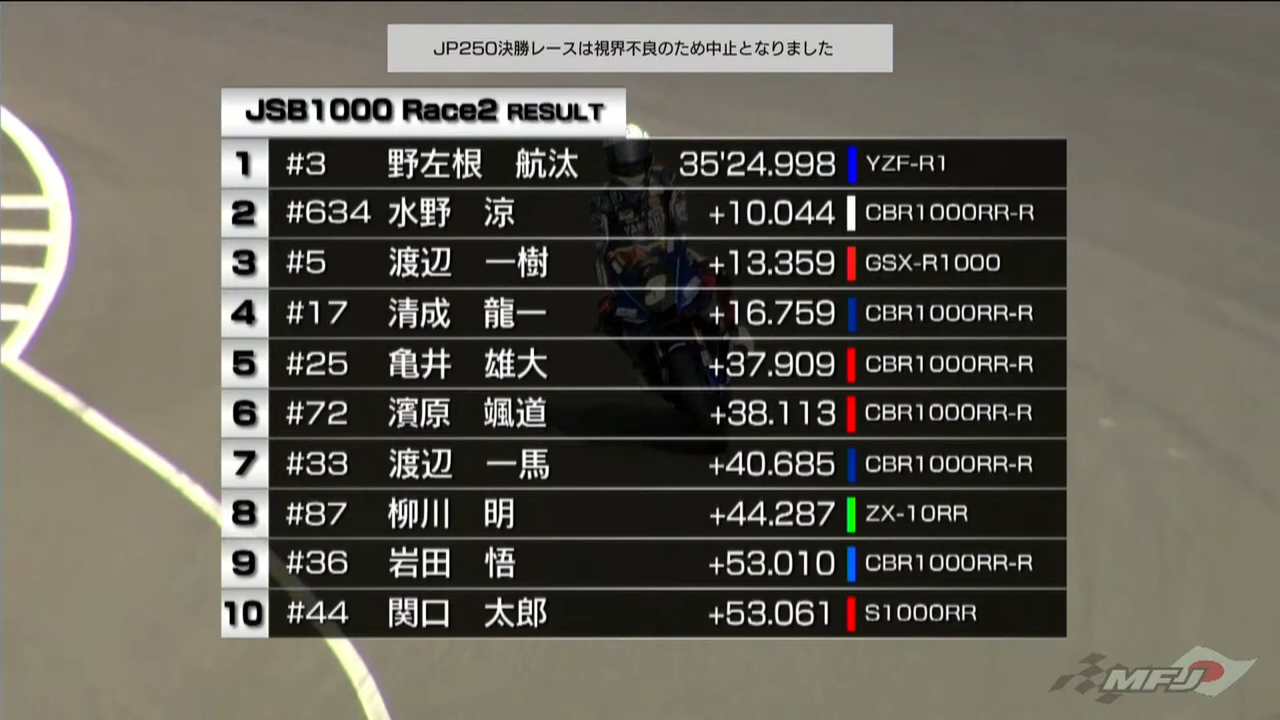 JP250決勝レースは視界不良のため中止となりました
JSB1000 Race2 RESULT
1 #3 野左根 航汰 35'24.998 YZF-R1
2 #634 水野 涼 +10.044 CBR1000RR-R
3 #5 渡辺 一樹 +13.359 GSX-R1000
4 #17 清成 龍一 +16.759 CBR1000RR-R
5 #25 亀井 雄大 +37.909 CBR1000RR-R
6 #72 濱原 颯道 +38.113 CBR1000RR-R
7 #33 渡辺 一馬 +40.685 CBR1000RR-R
8 #87 柳川 明 +44.287 ZX-10RR
9 #36 岩田 悟 +53.010 CBR1000RR-R
10 #44 関口 太郎 +53.061 S1000RR
MFJ